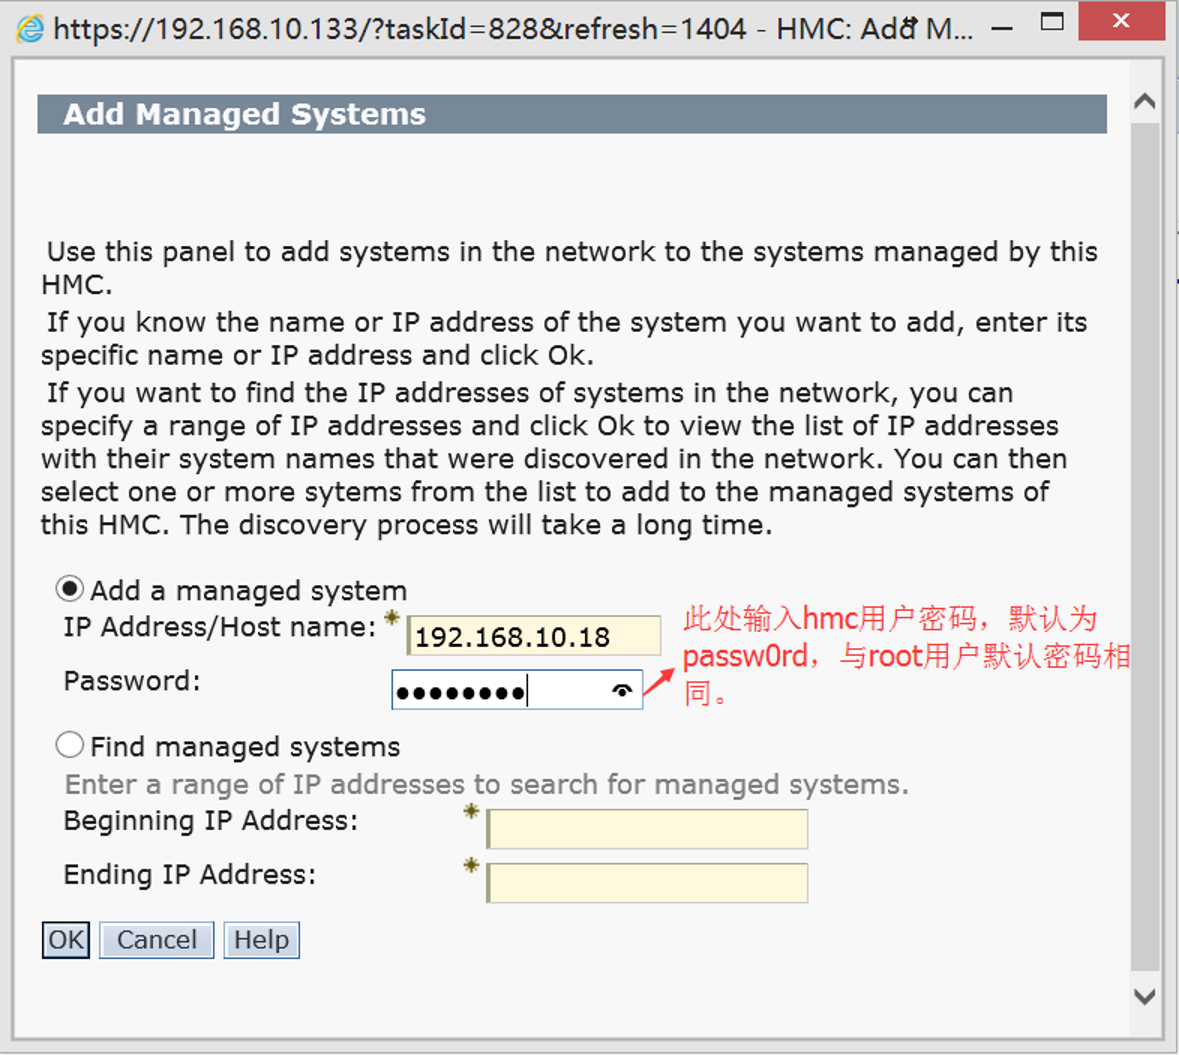 https://192.168.10.133/?taskId=828&refresh=1404 - HMC: Add M...
Add Managed Systems
Use this panel to add systems in the network to the systems managed by this
HMC.
If you know the name or IP address of the system you want to add, enter its
specific name or IP address and click Ok.
If you want to find the IP addresses of systems in the network, you can
specify a range of IP addresses and click Ok to view the list of IP addresses
with their system names that were discovered in the network. You can then
select one or more sytems from the list to add to the managed systems of
this HMC. The discovery process will take a long time.
Add a managed system
IP Address/Host name: * 192.168.10.18
Password: ●●●●●●●●
此处输入hmc用户密码，默认为
passw0rd，与root用户默认密码相
同。
Find managed systems
Enter a range of IP addresses to search for managed systems.
Beginning IP Address: *
Ending IP Address: *
OK Cancel Help